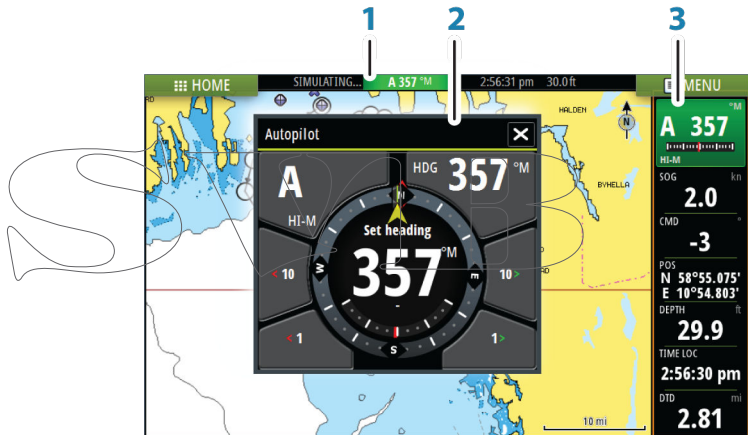 1 2 3
HOME SIMULATING... A 357 °M 2:56:31 pm 30.0 ft MENU
Autopilot
A
HI-M
HDG 357 °M
N
Set heading
357 °M
-
W
E
S
< 10
10 >
< 1
1 >
HALDEN
N
BYHELLA
10 mi
°M
A 357
HI-M
SOG kn
2.0
CMD °
-3
POS
N 58°55.075'
E 10°54.803'
DEPTH ft
29.9
TIME LOC
2:56:30 pm
DTD mi
2.81